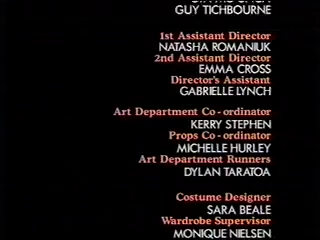 GUY TICHBOURNE
1st Assistant Director
NATASHA ROMANIUK
2nd Assistant Director
EMMA CROSS
Director's Assistant
GABRIELLE LYNCH
Art Department Co-ordinator
KERRY STEPHEN
Props Co-ordinator
MICHELLE HURLEY
Art Department Runners
DYLAN TARATOA
Costume Designer
SARA BEALE
Wardrobe Supervisor
MONIQUE NIELSEN